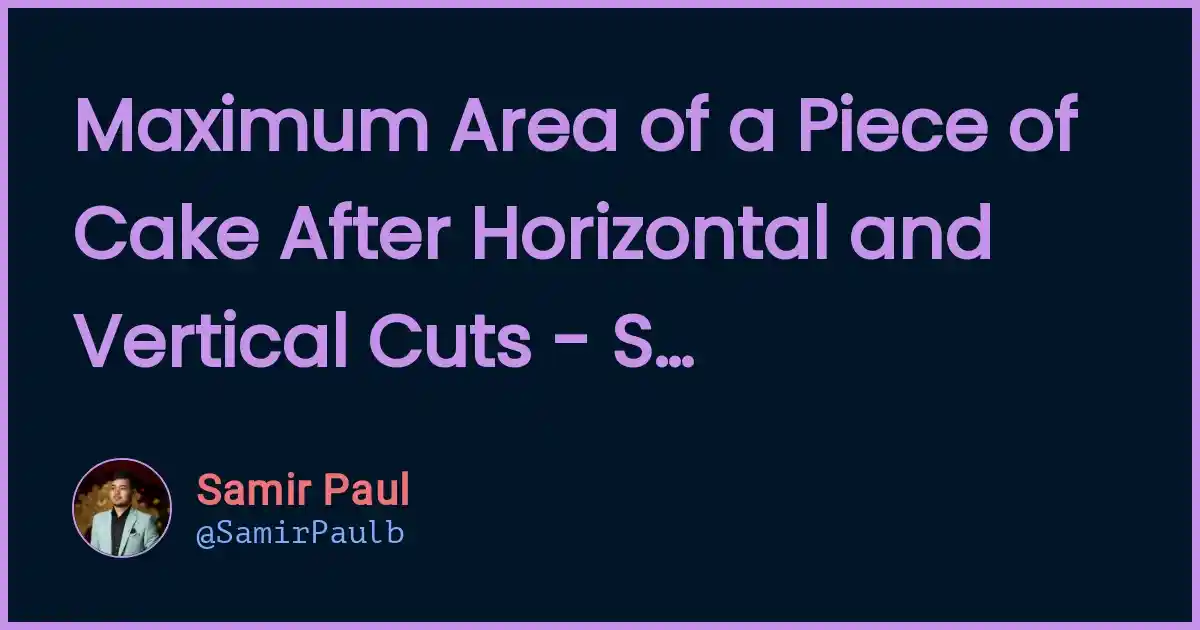 Maximum Area of a Piece of
Cake After Horizontal and
Vertical Cuts - S...
Samir Paul
@SamirPaulb